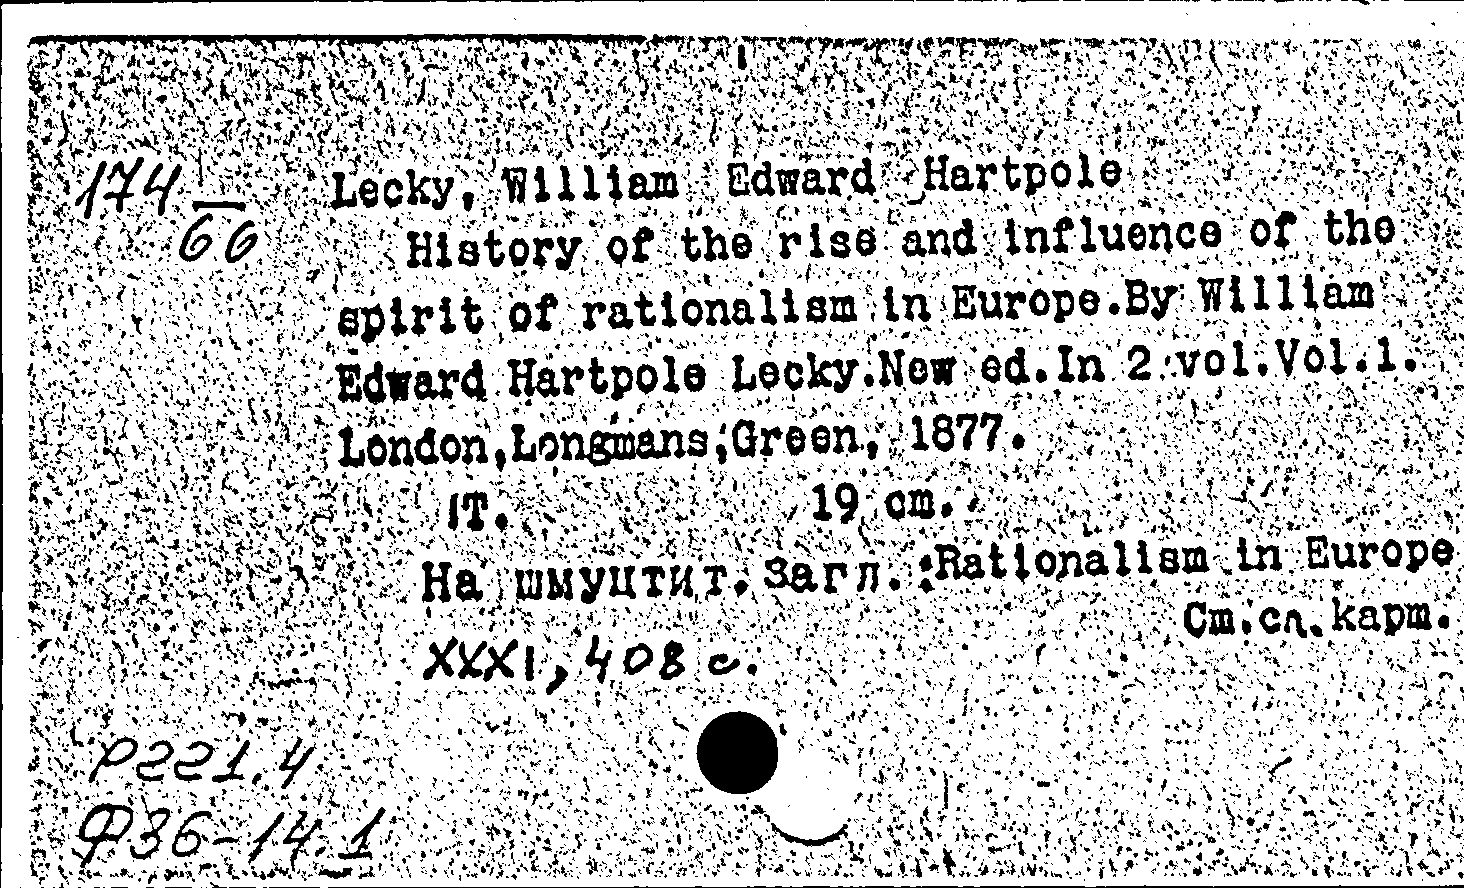 174
66
Lecky, William Edward Hartpole
History of the rise and influence of the
spirit of rationalism in Europe.By William
Edward Hartpole Lecky.New ed.In 2 vol.Vol.1.
London,Longmans,Green, 1877.
1T. 19 cm.
На шмуцтит. загл.:Rationalism in Europe
См.сл.карт.
XXXI, 408 с.
Р221.4
Ф36-14.1